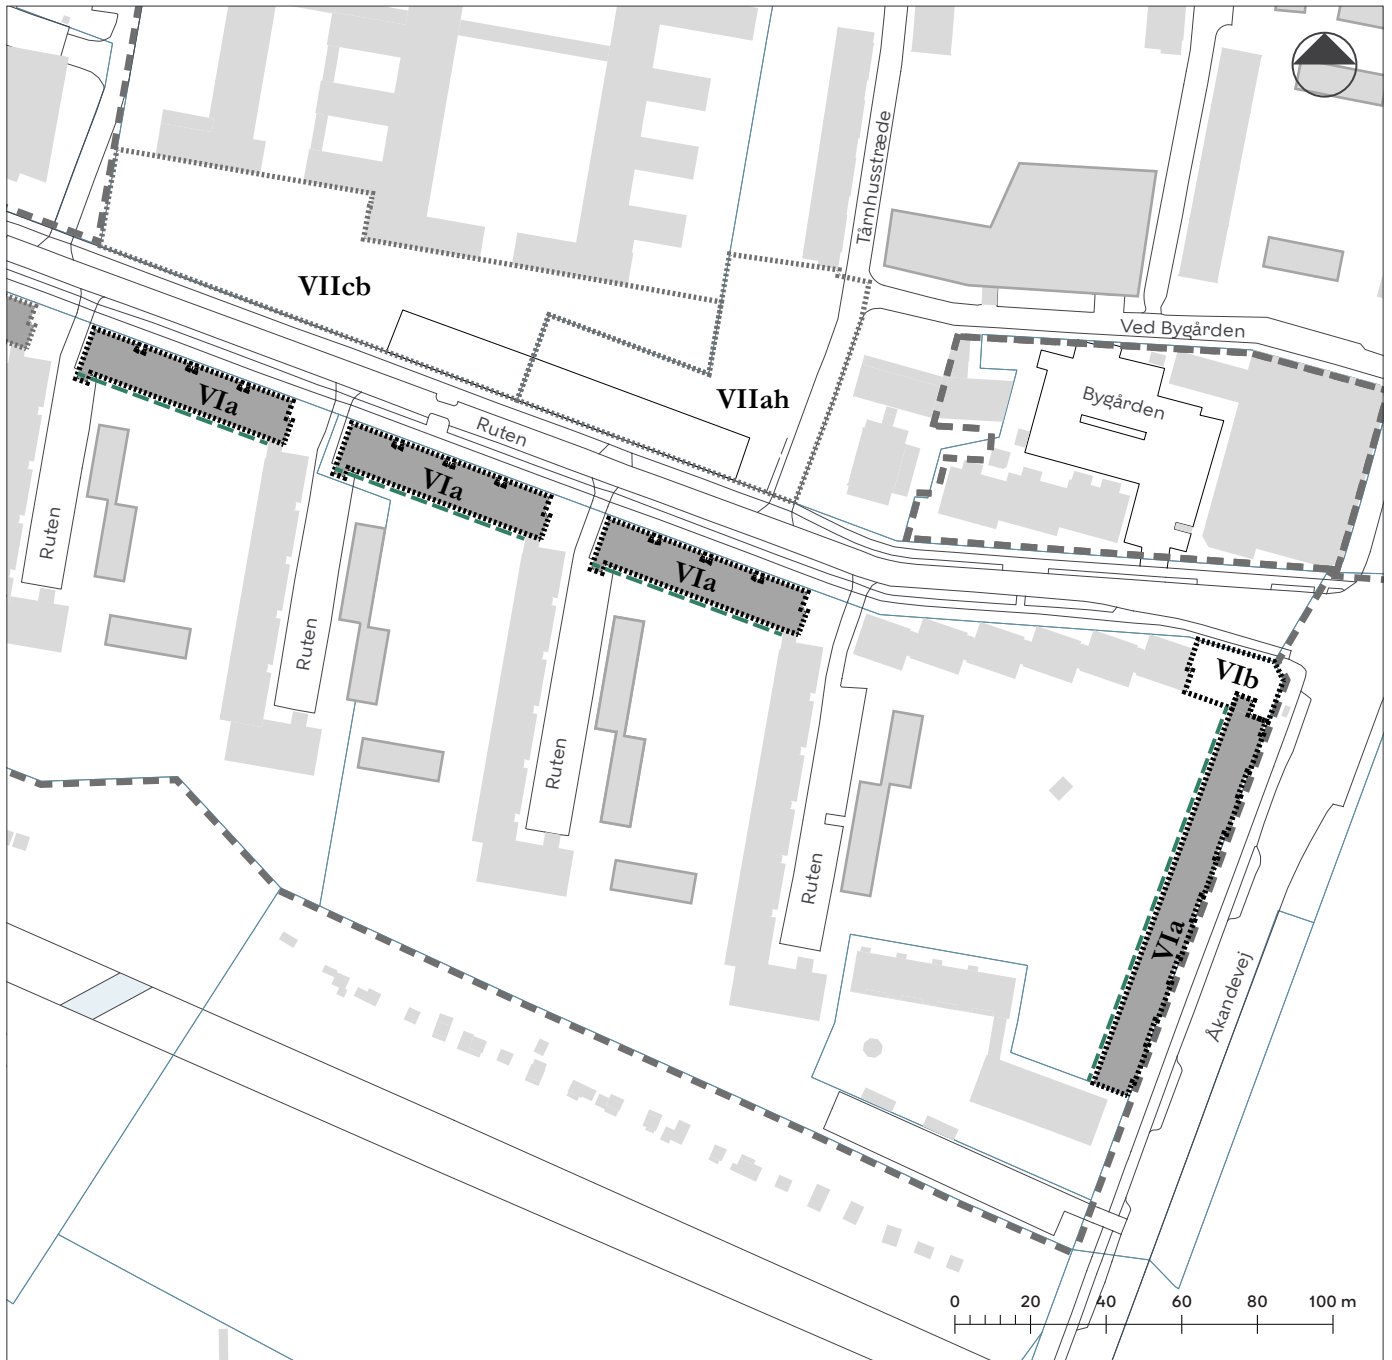 Tårnhusstræde
VIIcb
Ved Bygården
VIa
VIIah
Bygården
Ruten
VIa
Ruten
VIa
Ruten
VIb
Ruten
Ruten
VIa
Åkandevej
0 20 40 60 80 100 m